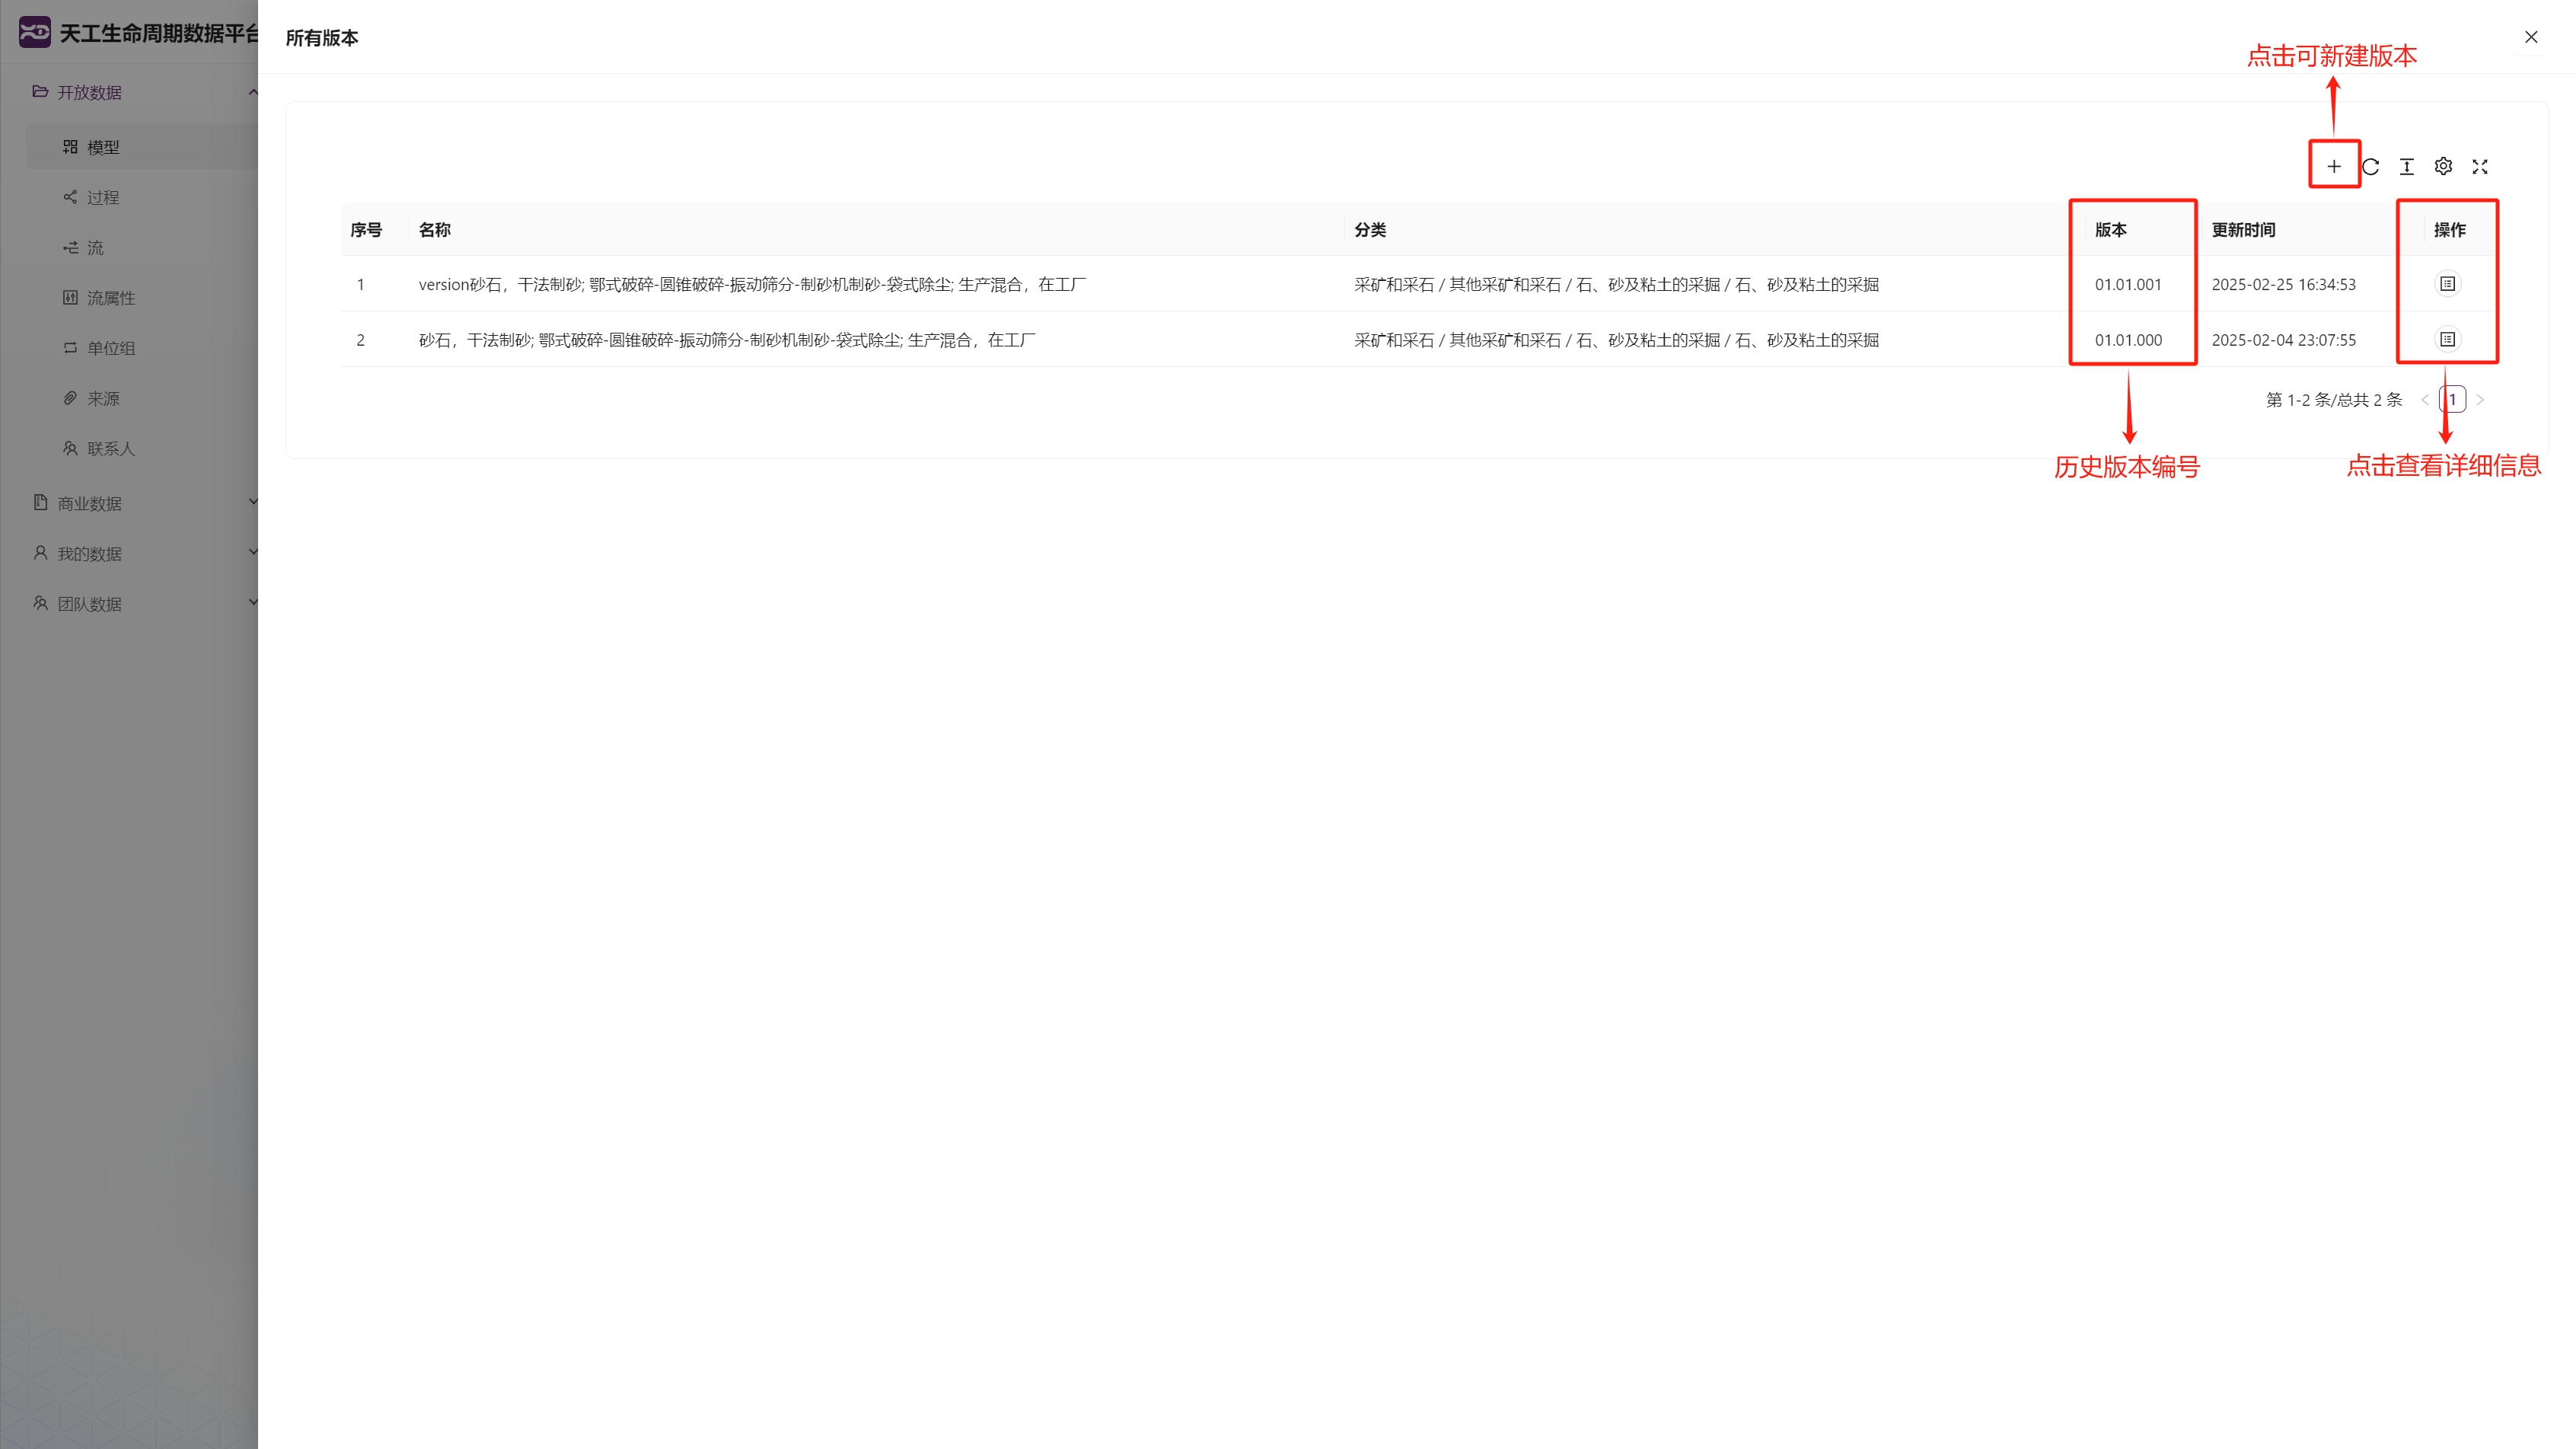 天工生命周期数据平台
所有版本
点击可新建版本
开放数据
模型
过程
流
流属性
单位组
来源
联系人
商业数据
我的数据
团队数据
序号 名称 分类 版本 更新时间 操作
1 version砂石，干法制砂; 鄂式破碎-圆锥破碎-振动筛分-制砂机制砂-袋式除尘; 生产混合，在工厂 采矿和采石 / 其他采矿和采石 / 石、砂及粘土的采掘 / 石、砂及粘土的采掘 01.01.001 2025-02-25 16:34:53
2 砂石，干法制砂; 鄂式破碎-圆锥破碎-振动筛分-制砂机制砂-袋式除尘; 生产混合，在工厂 采矿和采石 / 其他采矿和采石 / 石、砂及粘土的采掘 / 石、砂及粘土的采掘 01.01.000 2025-02-04 23:07:55
第 1-2 条/总共 2 条 < 1 >
历史版本编号
点击查看详细信息